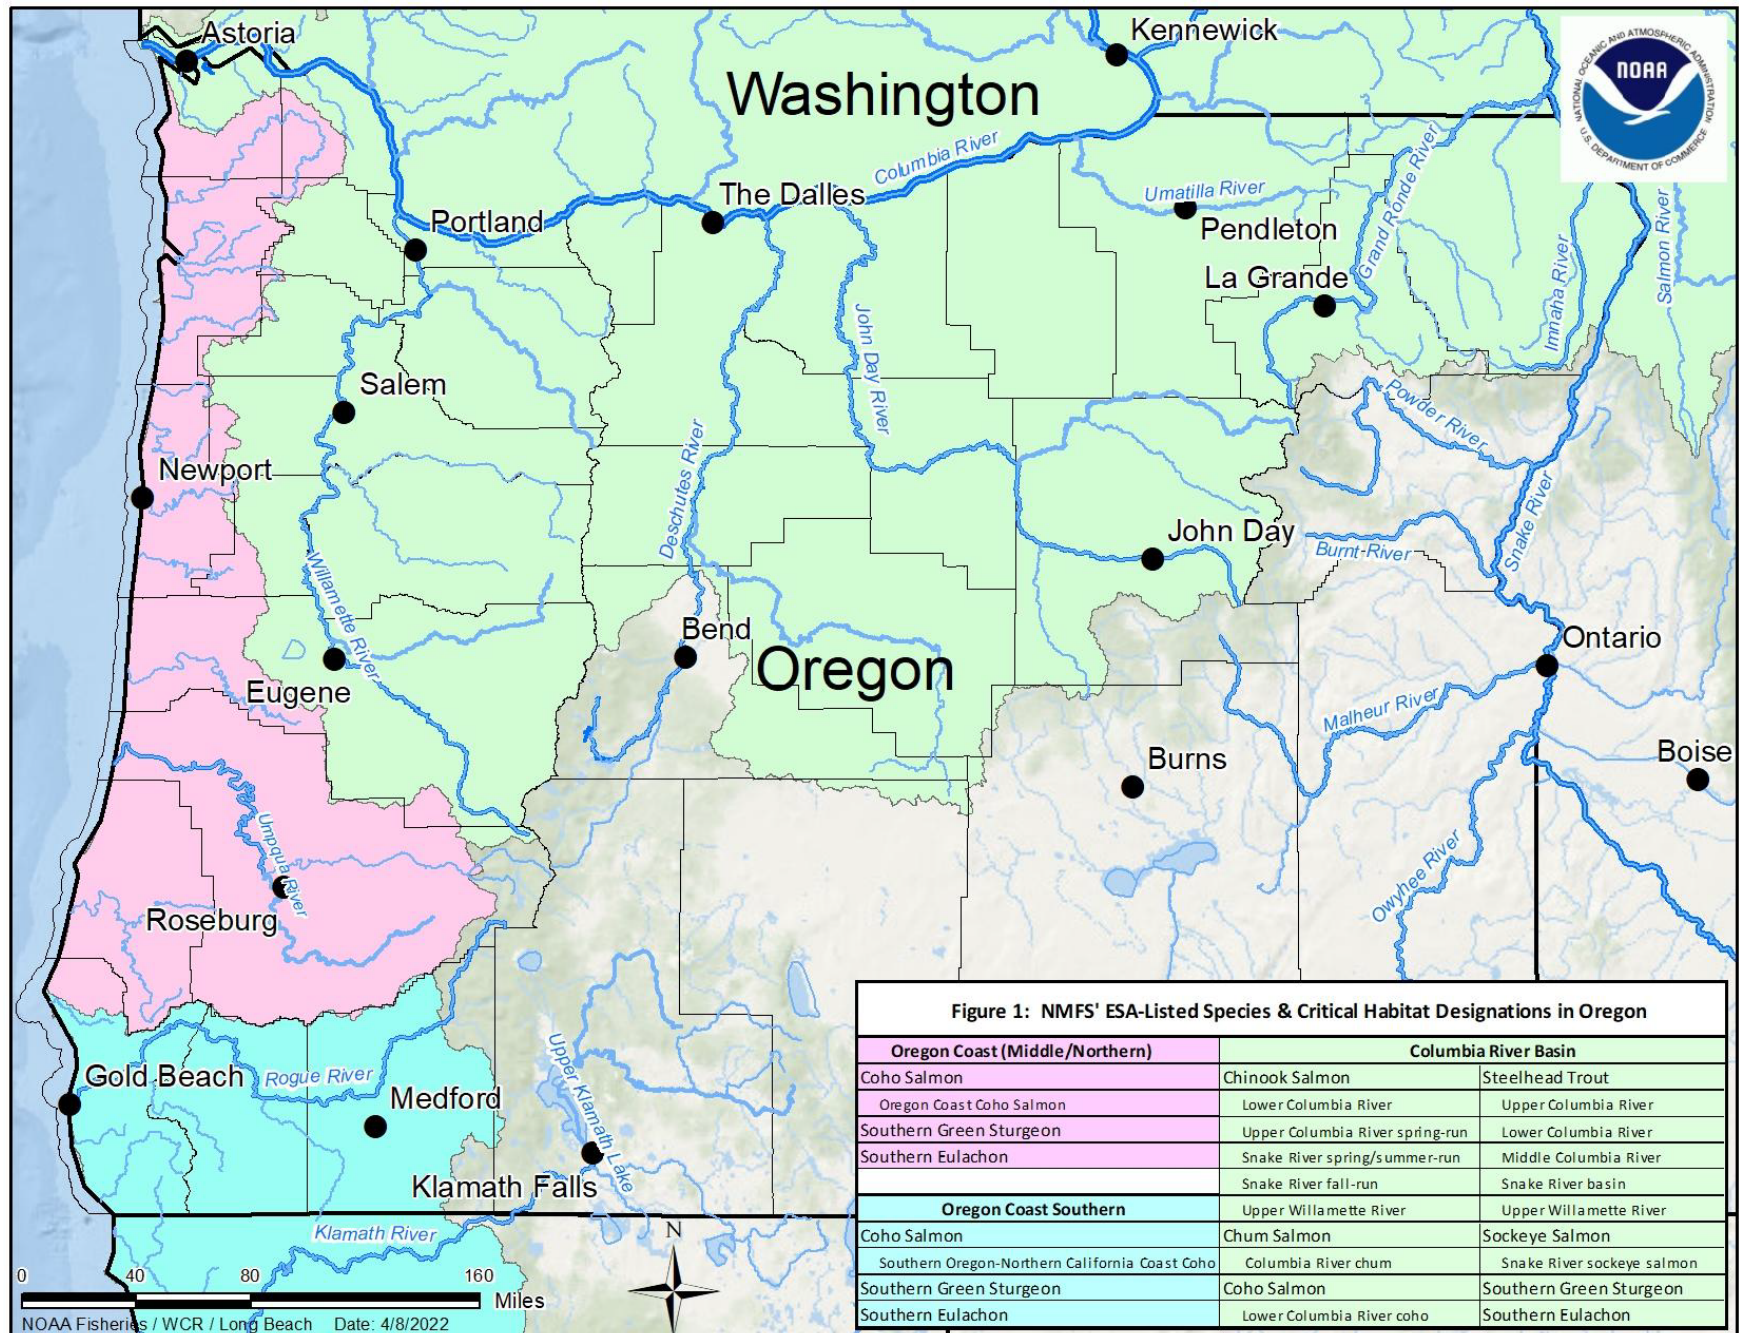 Astoria
Kennewick
Washington
NATIONAL OCEANIC AND ATMOSPHERIC ADMINISTRATION
NOAA
U.S. DEPARTMENT OF COMMERCE
Columbia River
The Dalles
Portland
Umatilla River
Pendleton
Grand Ronde River
La Grande
Imnaha River
Salmon River
John Day River
Salem
Powder River
Newport
Deschutes River
Snake River
John Day
Burnt River
Willamette River
Bend
Oregon
Ontario
Eugene
Malheur River
Burns
Boise
Umpqua River
Owyhee River
Roseburg
Gold Beach
Rogue River
Medford
Upper Klamath Lake
Klamath Falls
Klamath River
N
0 40 80 160
Miles
NOAA Fisheries / WCR / Long Beach Date: 4/8/2022
Figure 1: NMFS' ESA-Listed Species & Critical Habitat Designations in Oregon
Oregon Coast (Middle/Northern) Columbia River Basin
Coho Salmon Chinook Salmon Steelhead Trout
Oregon Coast Coho Salmon Lower Columbia River Upper Columbia River
Southern Green Sturgeon Upper Columbia River spring-run Lower Columbia River
Southern Eulachon Snake River spring/summer-run Middle Columbia River
Snake River fall-run Snake River basin
Oregon Coast Southern Upper Willamette River Upper Willamette River
Coho Salmon Chum Salmon Sockeye Salmon
Southern Oregon-Northern California Coast Coho Columbia River chum Snake River sockeye salmon
Southern Green Sturgeon Coho Salmon Southern Green Sturgeon
Southern Eulachon Lower Columbia River coho Southern Eulachon